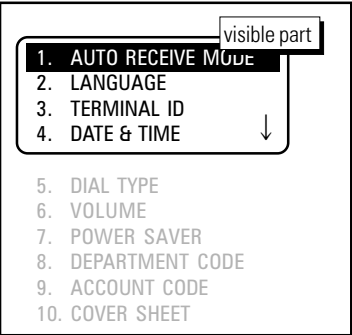 visible part
1. AUTO RECEIVE MODE
2. LANGUAGE
3. TERMINAL ID
4. DATE & TIME ↓
5. DIAL TYPE
6. VOLUME
7. POWER SAVER
8. DEPARTMENT CODE
9. ACCOUNT CODE
10. COVER SHEET